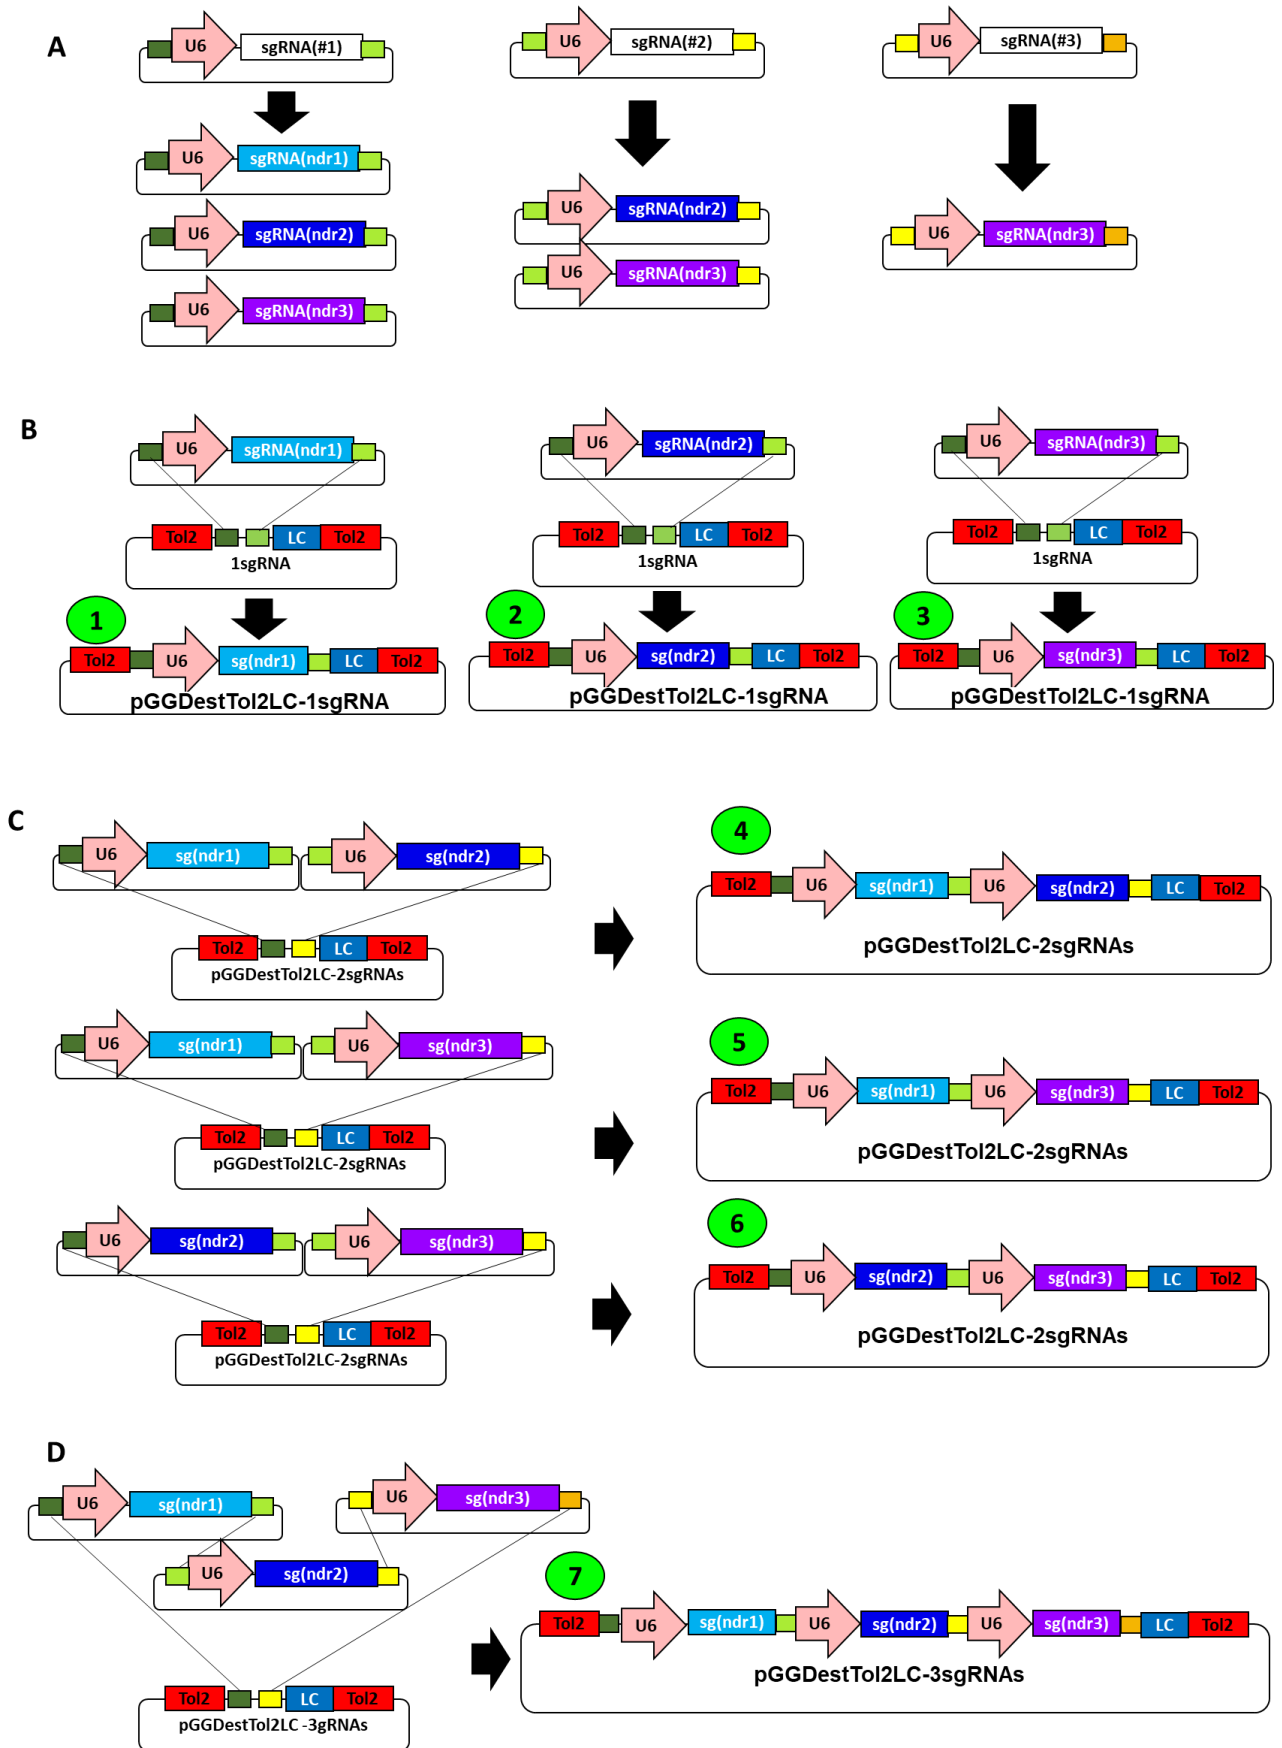 A
U6 sgRNA(#1)
U6 sgRNA(#2)
U6 sgRNA(#3)
U6 sgRNA(ndr1)
U6 sgRNA(ndr2)
U6 sgRNA(ndr3)
U6 sgRNA(ndr2)
U6 sgRNA(ndr3)
U6 sgRNA(ndr3)
B
U6 sgRNA(ndr1)
Tol2 LC Tol2
1sgRNA
1
Tol2 U6 sg(ndr1) LC Tol2
pGGDestTol2LC-1sgRNA
U6 sgRNA(ndr2)
Tol2 LC Tol2
1sgRNA
2
Tol2 U6 sg(ndr2) LC Tol2
pGGDestTol2LC-1sgRNA
U6 sgRNA(ndr3)
Tol2 LC Tol2
1sgRNA
3
Tol2 U6 sg(ndr3) LC Tol2
pGGDestTol2LC-1sgRNA
C
U6 sg(ndr1) U6 sg(ndr2)
Tol2 LC Tol2
pGGDestTol2LC-2sgRNAs
4
Tol2 U6 sg(ndr1) U6 sg(ndr2) LC Tol2
pGGDestTol2LC-2sgRNAs
U6 sg(ndr1) U6 sg(ndr3)
Tol2 LC Tol2
pGGDestTol2LC-2sgRNAs
5
Tol2 U6 sg(ndr1) U6 sg(ndr3) LC Tol2
pGGDestTol2LC-2sgRNAs
U6 sg(ndr2) U6 sg(ndr3)
Tol2 LC Tol2
pGGDestTol2LC-2sgRNAs
6
Tol2 U6 sg(ndr2) U6 sg(ndr3) LC Tol2
pGGDestTol2LC-2sgRNAs
D
U6 sg(ndr1)
U6 sg(ndr3)
U6 sg(ndr2)
Tol2 LC Tol2
pGGDestTol2LC -3gRNAs
7
Tol2 U6 sg(ndr1) U6 sg(ndr2) U6 sg(ndr3) LC Tol2
pGGDestTol2LC-3sgRNAs